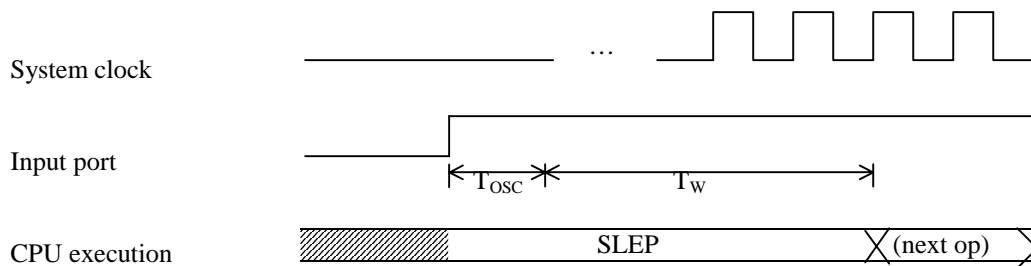 …
System clock
Input port
T_OSC T_W
CPU execution SLEP (next op)